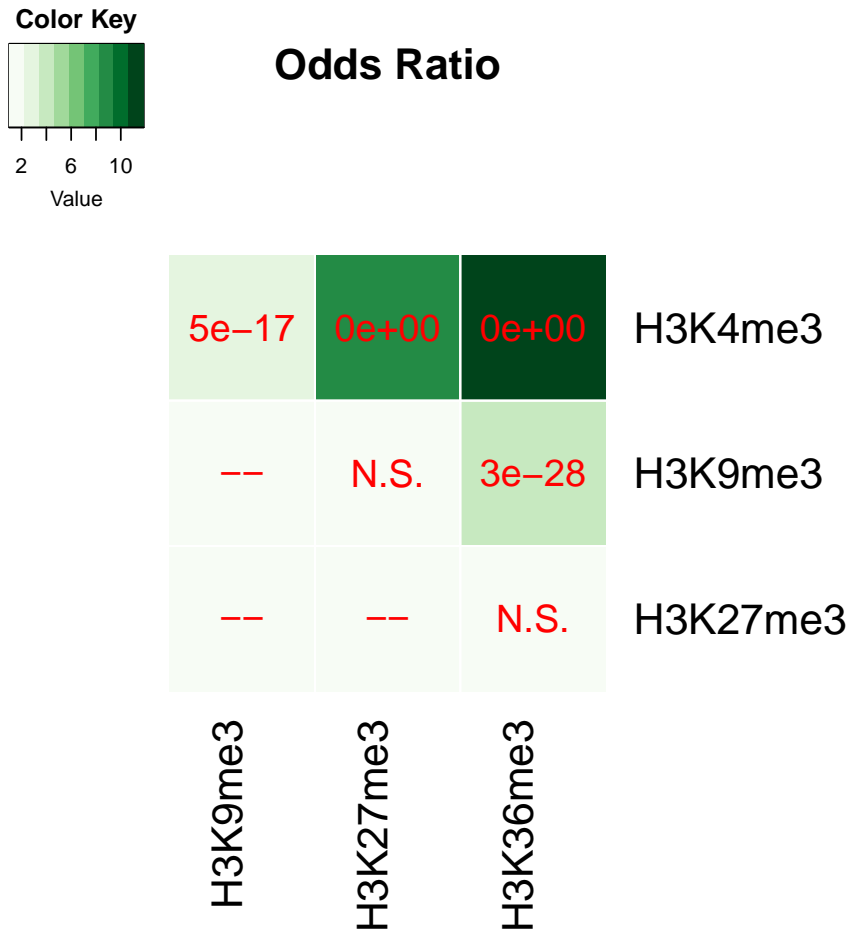 Color Key
Odds Ratio
2 6 10
Value
5e−17 0e+00 0e+00 H3K4me3
−− N.S. 3e−28 H3K9me3
−− −− N.S. H3K27me3
H3K9me3
H3K27me3
H3K36me3